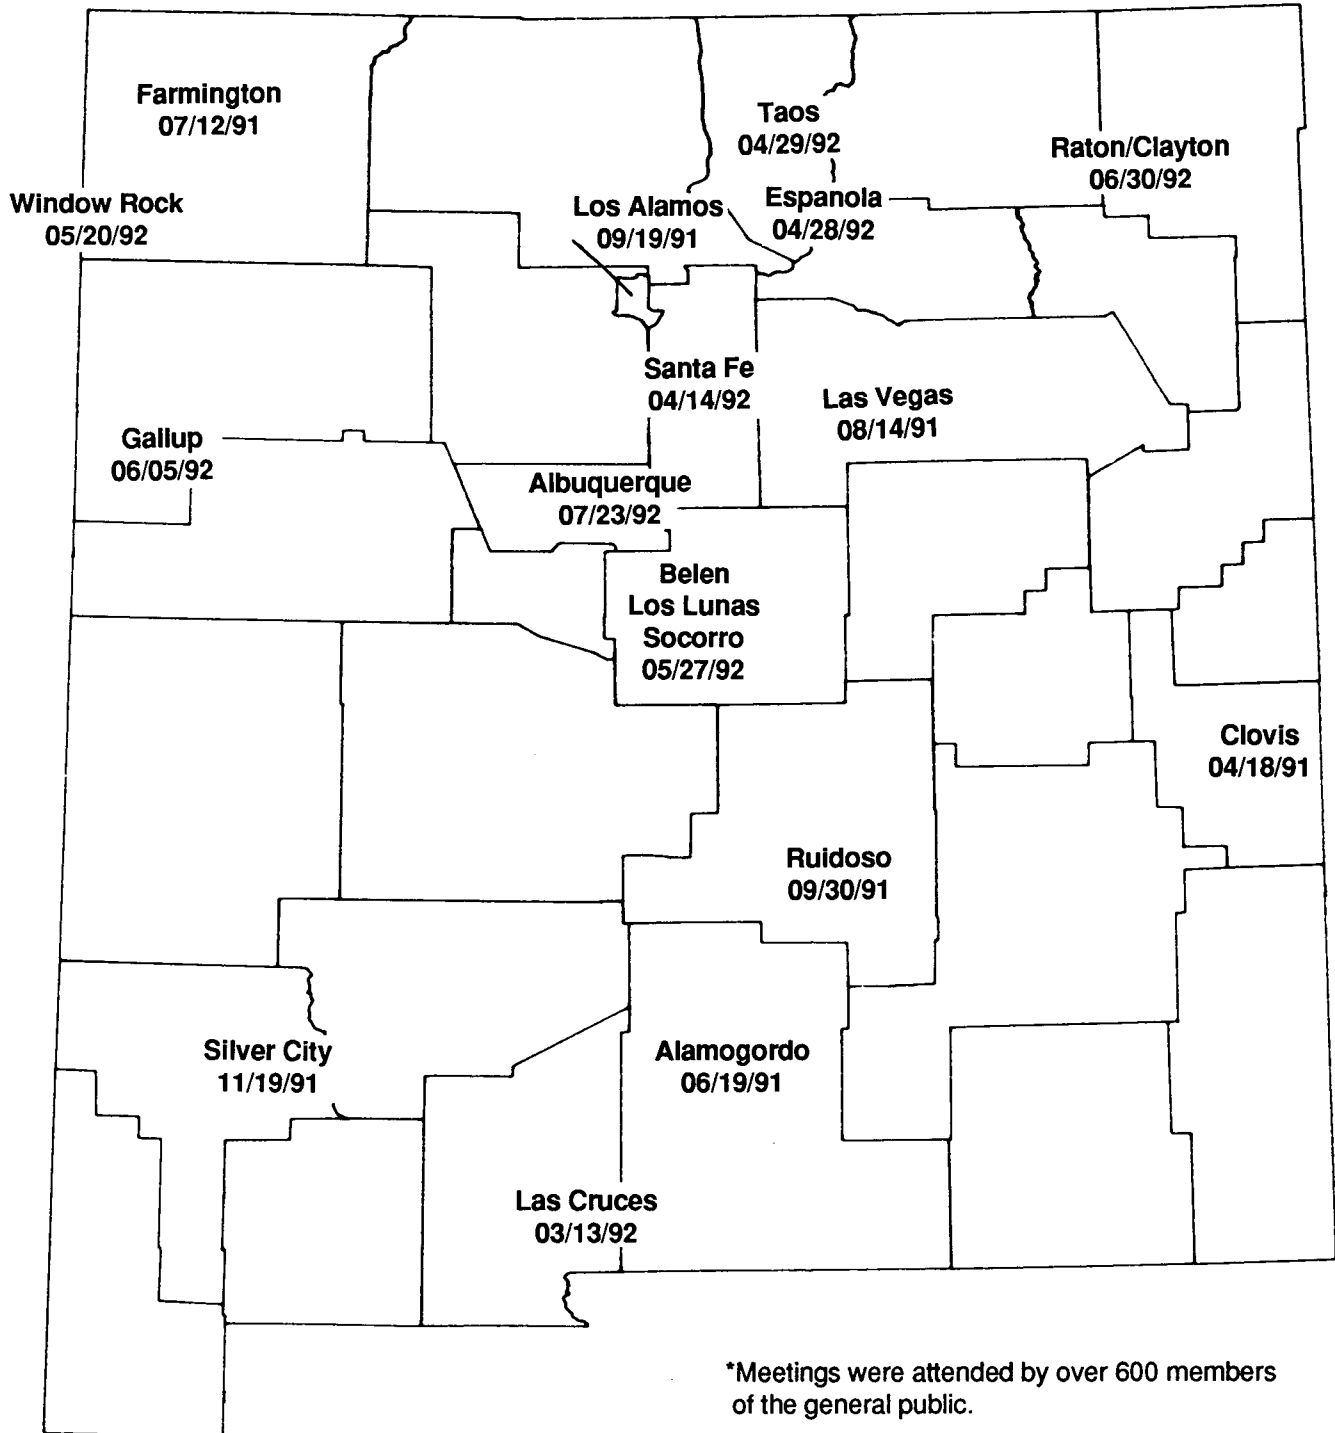 Farmington
07/12/91
Taos
04/29/92
Raton/Clayton
06/30/92
Window Rock
05/20/92
Los Alamos
09/19/91
Espanola
04/28/92
Santa Fe
04/14/92
Las Vegas
08/14/91
Gallup
06/05/92
Albuquerque
07/23/92
Belen
Los Lunas
Socorro
05/27/92
Clovis
04/18/91
Ruidoso
09/30/91
Silver City
11/19/91
Alamogordo
06/19/91
Las Cruces
03/13/92
*Meetings were attended by over 600 members
of the general public.